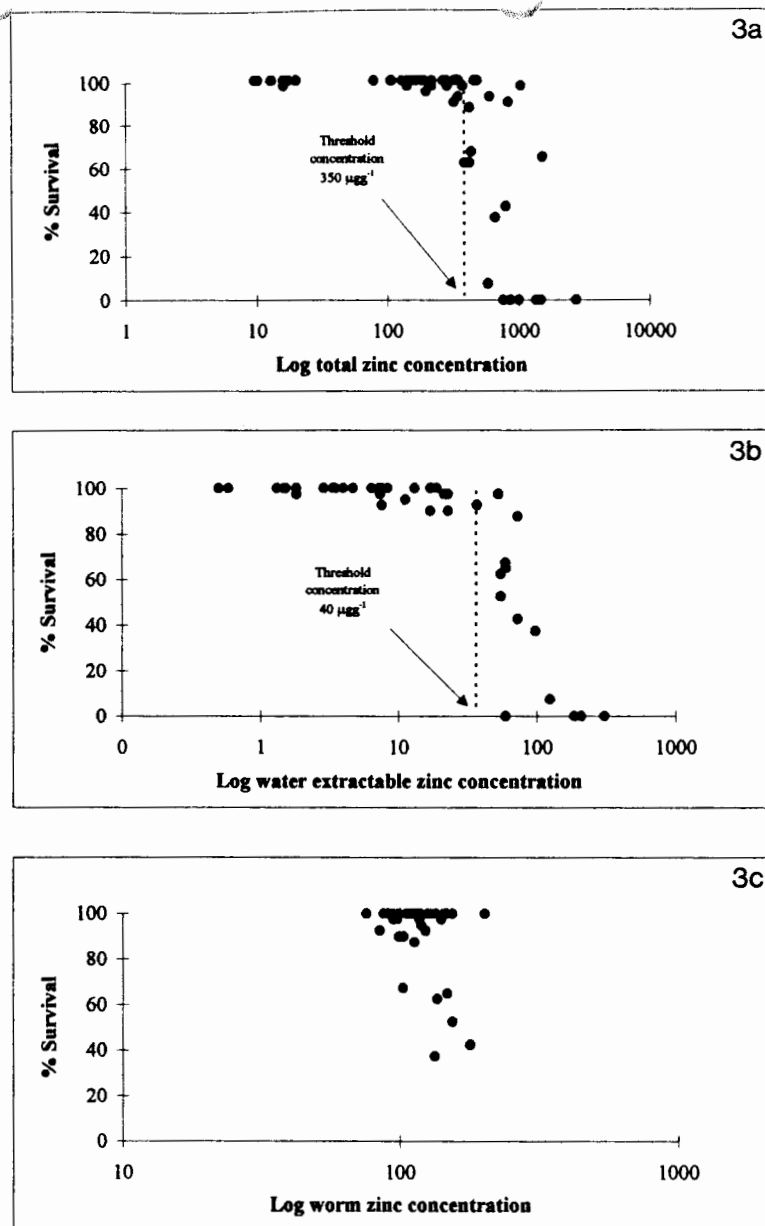 3a
100
80
60
40
20
0
% Survival
Threshold
concentration
350 µgg⁻¹
1
10
100
1000
10000
Log total zinc concentration
3b
100
80
60
40
20
0
% Survival
Threshold
concentration
40 µgg⁻¹
0
1
10
100
1000
Log water extractable zinc concentration
3c
100
80
60
40
20
0
% Survival
10
100
1000
Log worm zinc concentration